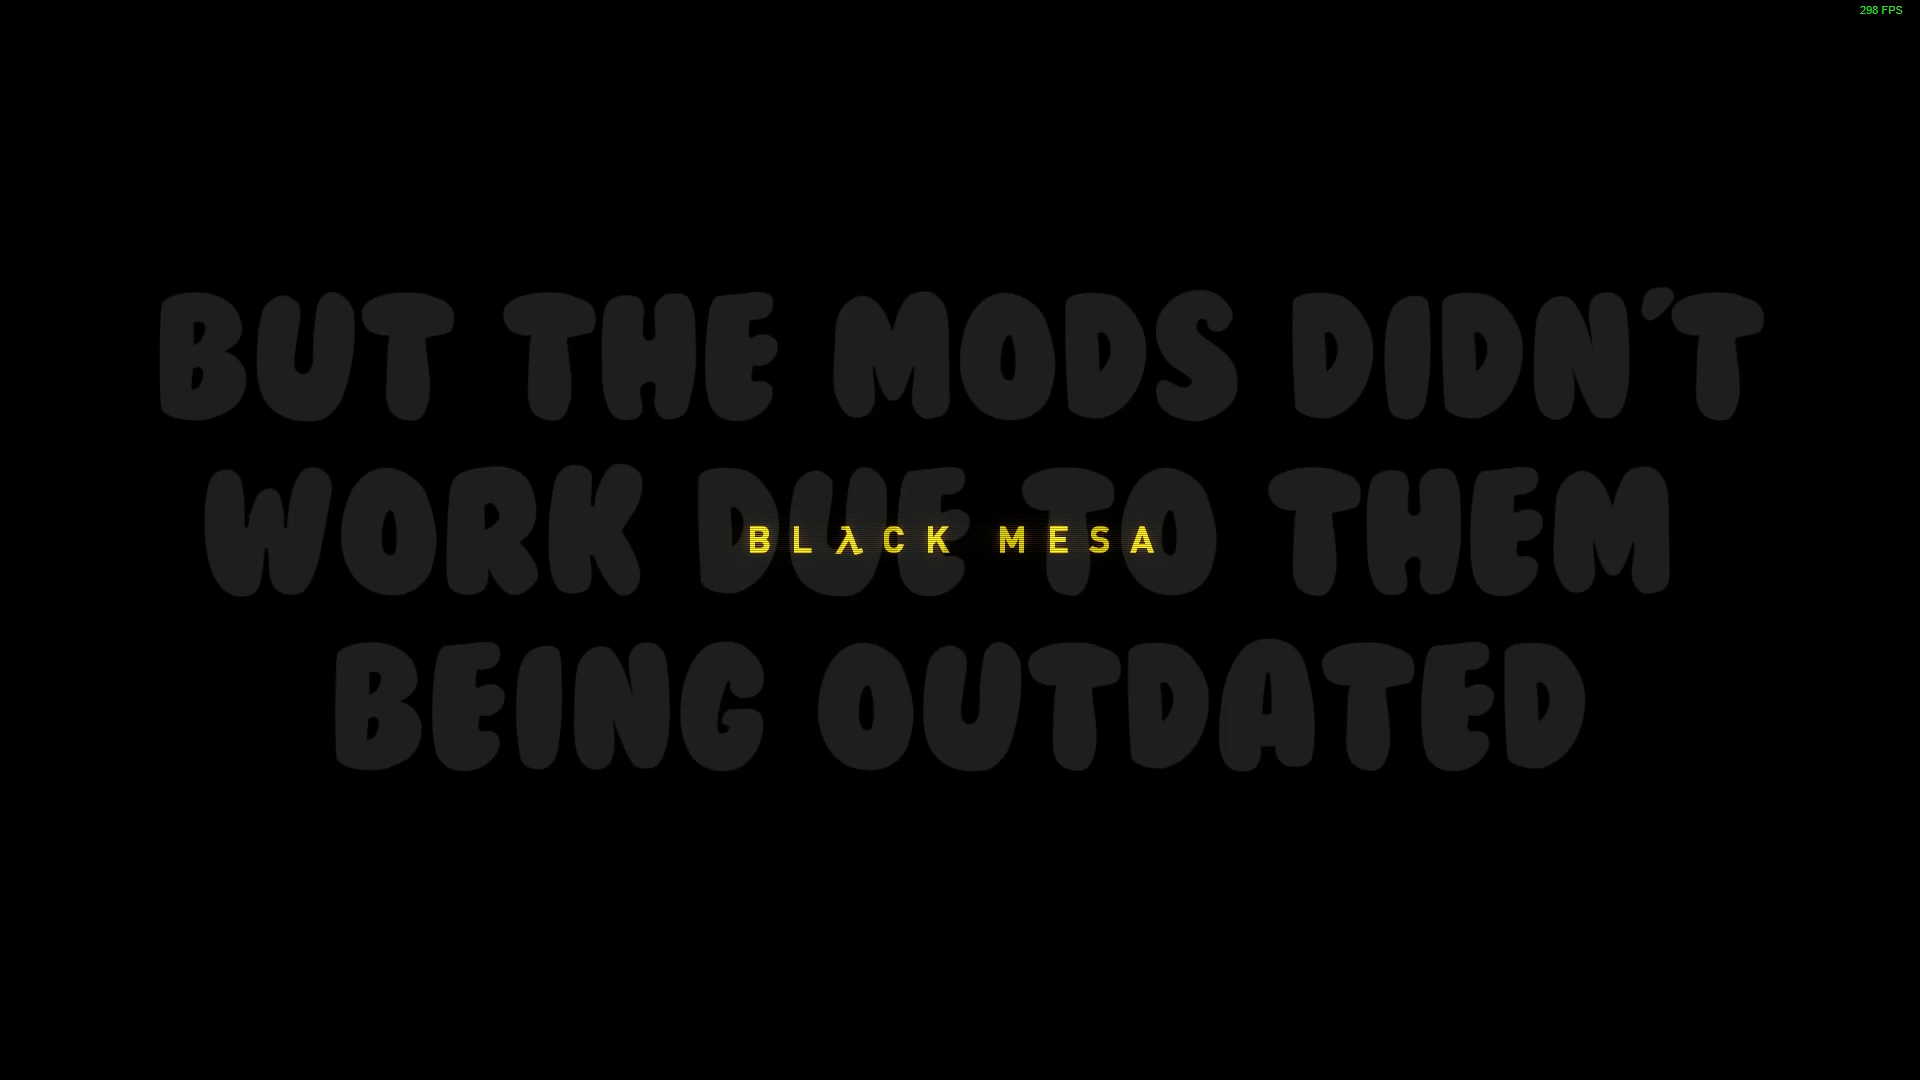 298 FPS
BUT THE MODS DIDN'T
WORK DUE TO THEM
BLλCK MESA
BEING OUTDATED